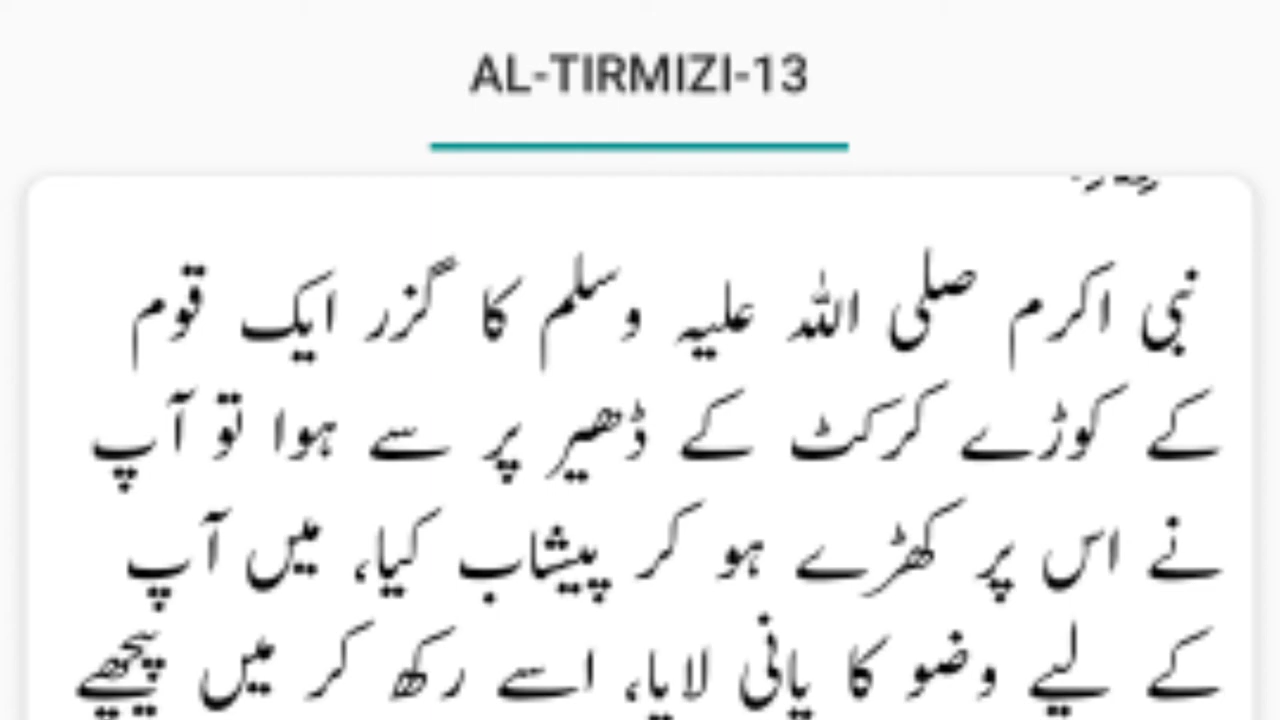 AL-TIRMIZI-13
نبی اکرم صلی اللہ علیہ وسلم کا گزر ایک قوم
کے کوڑے کرکٹ کے ڈھیر پر سے ہوا تو آپ
نے اس پر کھڑے ہو کر پیشاب کیا، میں آپ
کے لیے وضو کا پانی لایا، اسے رکھ کر میں پیچھے